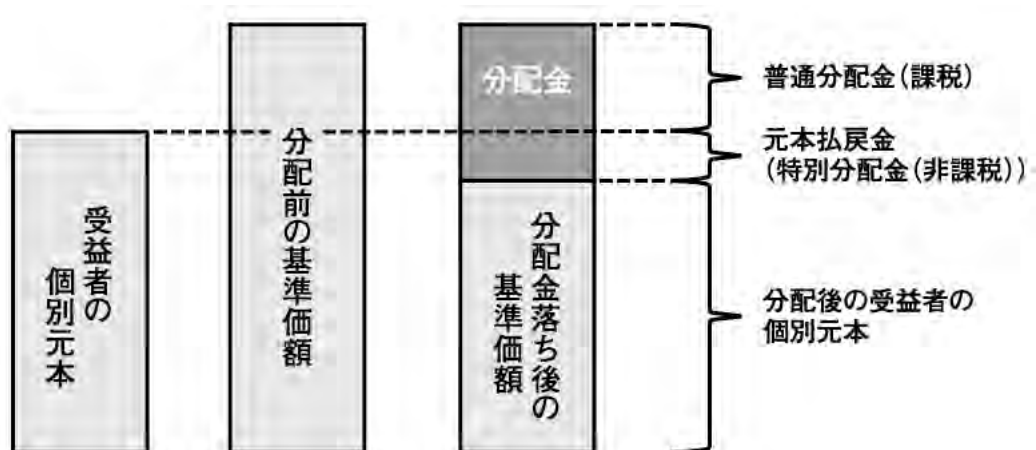 受益者の
個別元本
分配前の基準価額
分配金
分配金落ち後の
基準価額
普通分配金(課税)
元本払戻金
(特別分配金(非課税))
分配後の受益者の
個別元本